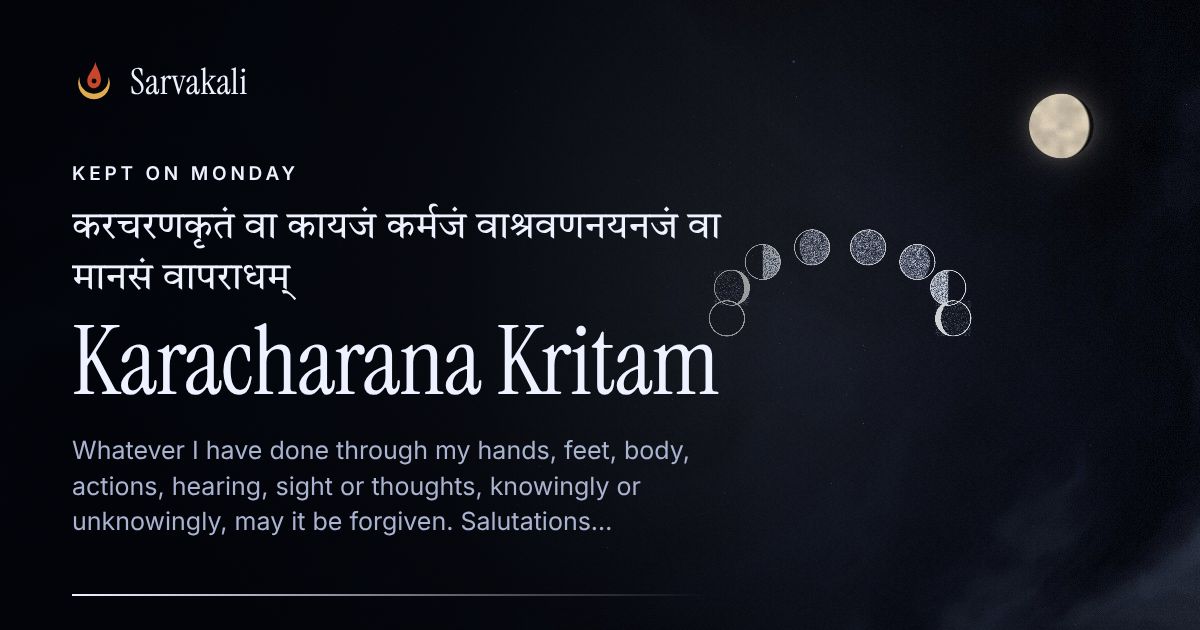 Sarvakali
KEPT ON MONDAY
करचरणकृतं वा कायजं कर्मजं वाश्रवणनयनजं वा
मानसं वापराधम्
Karacharana Kritam
Whatever I have done through my hands, feet, body,
actions, hearing, sight or thoughts, knowingly or
unknowingly, may it be forgiven. Salutations...